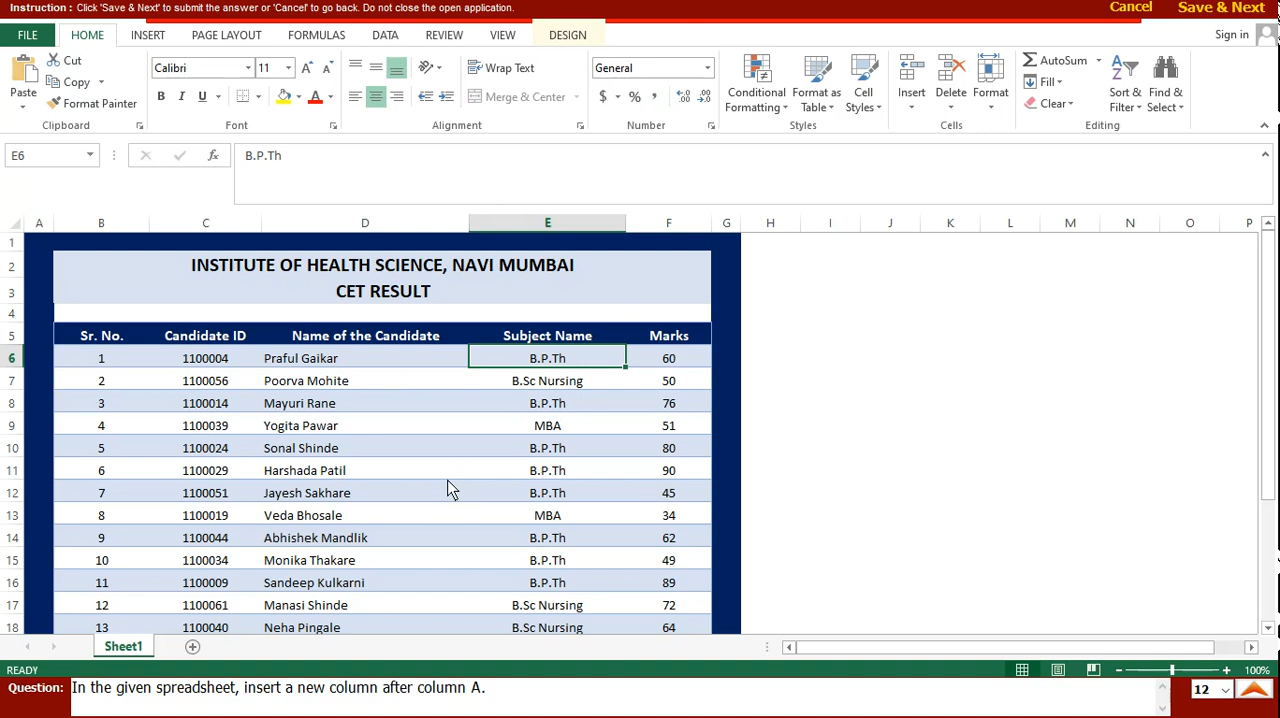 Instruction : Click 'Save & Next' to submit the answer or 'Cancel' to go back. Do not close the open application. Cancel Save & Next
FILE HOME INSERT PAGE LAYOUT FORMULAS DATA REVIEW VIEW DESIGN Sign in
Paste Cut Copy Format Painter Clipboard
Calibri 11 B I U A Font
Wrap Text Merge & Center Alignment
General $ % , Number
Conditional Formatting Format as Table Cell Styles Styles
Insert Delete Format Cells
AutoSum Fill Clear Sort & Filter Find & Select Editing
E6 fx B.P.Th
A B C D E F G H I J K L M N O P
1
2 INSTITUTE OF HEALTH SCIENCE, NAVI MUMBAI
3 CET RESULT
4
5 Sr. No. Candidate ID Name of the Candidate Subject Name Marks
6 1 1100004 Praful Gaikar B.P.Th 60
7 2 1100056 Poorva Mohite B.Sc Nursing 50
8 3 1100014 Mayuri Rane B.P.Th 76
9 4 1100039 Yogita Pawar MBA 51
10 5 1100024 Sonal Shinde B.P.Th 80
11 6 1100029 Harshada Patil B.P.Th 90
12 7 1100051 Jayesh Sakhare B.P.Th 45
13 8 1100019 Veda Bhosale MBA 34
14 9 1100044 Abhishek Mandlik B.P.Th 62
15 10 1100034 Monika Thakare B.P.Th 49
16 11 1100009 Sandeep Kulkarni B.P.Th 89
17 12 1100061 Manasi Shinde B.Sc Nursing 72
18 13 1100040 Neha Pingale B.Sc Nursing 64
Sheet1
READY 100%
Question: In the given spreadsheet, insert a new column after column A. 12